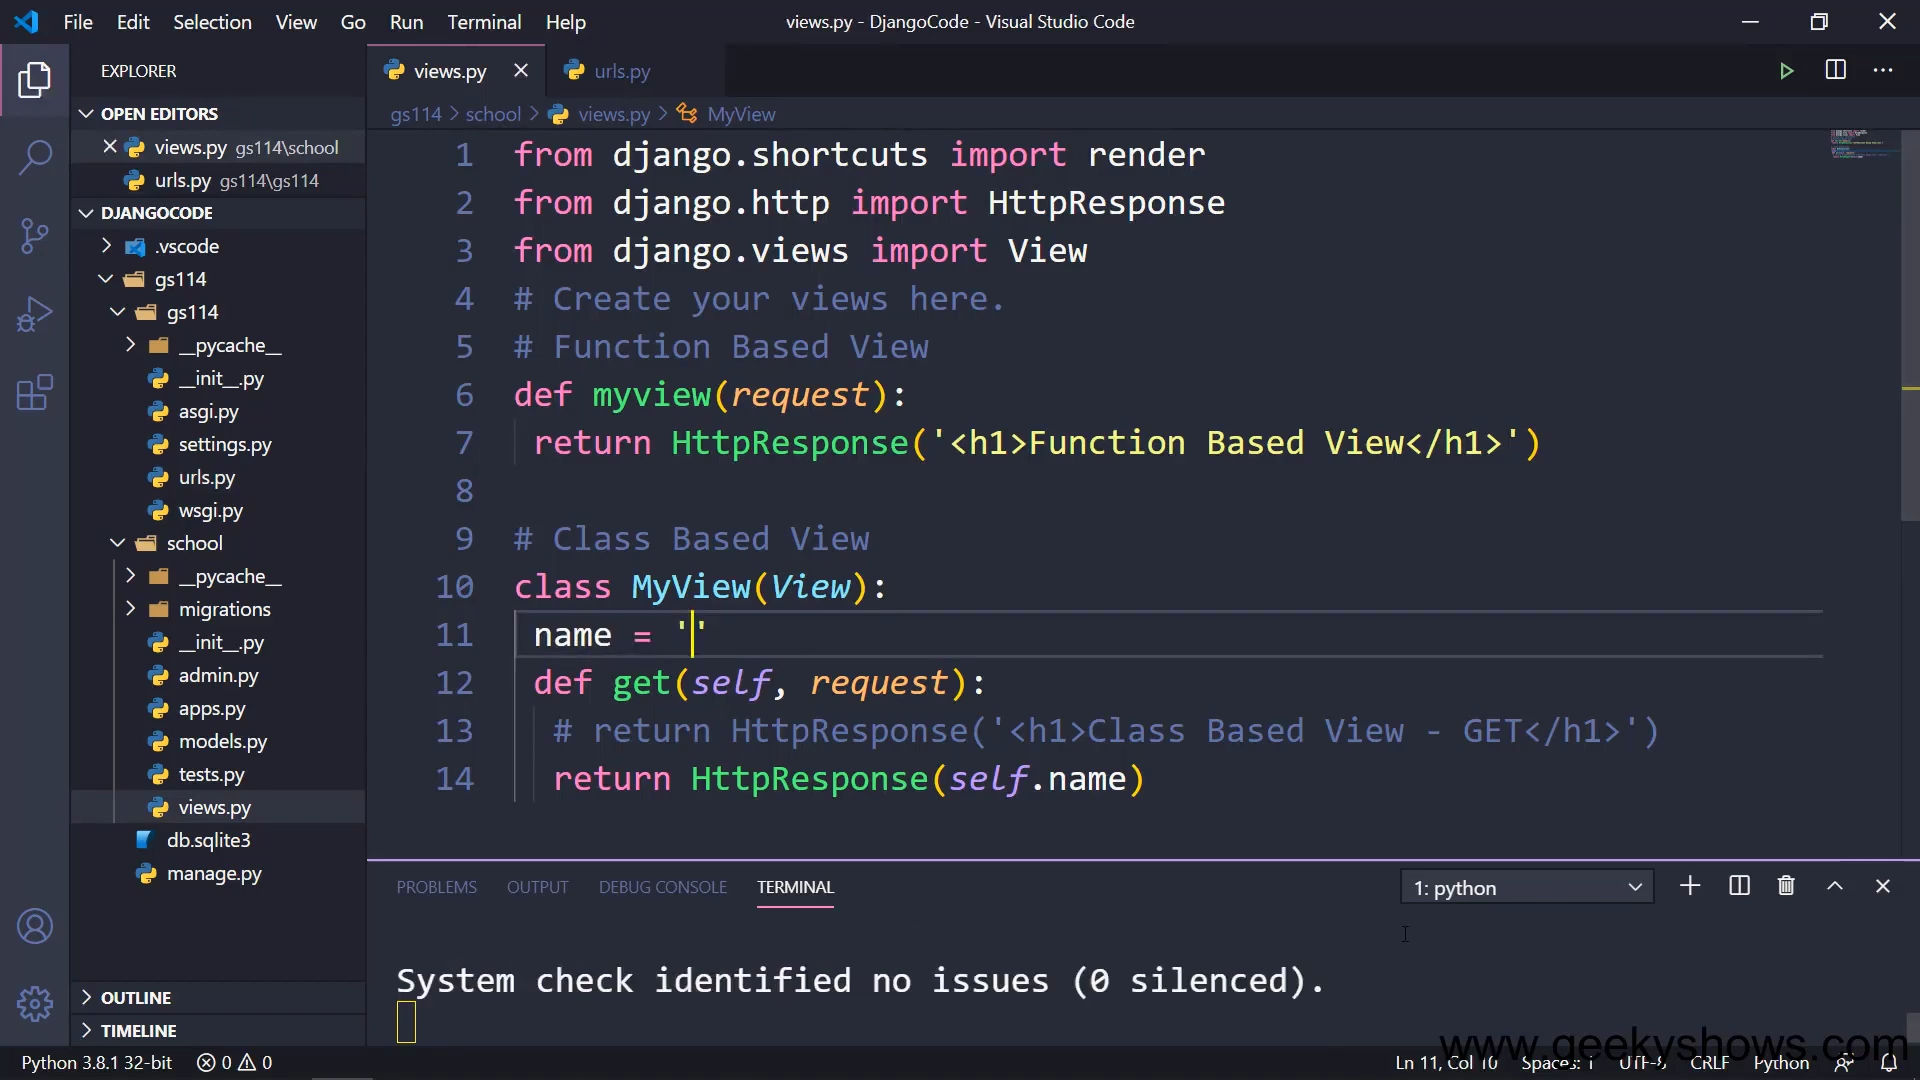 File Edit Selection View Go Run Terminal Help
views.py - DjangoCode - Visual Studio Code
EXPLORER
OPEN EDITORS
views.py gs114\school
urls.py gs114\gs114
DJANGOCODE
.vscode
gs114
gs114
__pycache__
__init__.py
asgi.py
settings.py
urls.py
wsgi.py
school
__pycache__
migrations
__init__.py
admin.py
apps.py
models.py
tests.py
views.py
db.sqlite3
manage.py
OUTLINE
TIMELINE
views.py urls.py
gs114 > school > views.py > MyView
1 from django.shortcuts import render
2 from django.http import HttpResponse
3 from django.views import View
4 # Create your views here.
5 # Function Based View
6 def myview(request):
7 return HttpResponse('<h1>Function Based View</h1>')
8
9 # Class Based View
10 class MyView(View):
11 name = ''
12 def get(self, request):
13 # return HttpResponse('<h1>Class Based View - GET</h1>')
14 return HttpResponse(self.name)
PROBLEMS OUTPUT DEBUG CONSOLE TERMINAL
1: python
System check identified no issues (0 silenced).
www.geekyshows.com
Python 3.8.1 32-bit 0 0
Ln 11, Col 10 Spaces: 1 UTF-8 CRLF Python